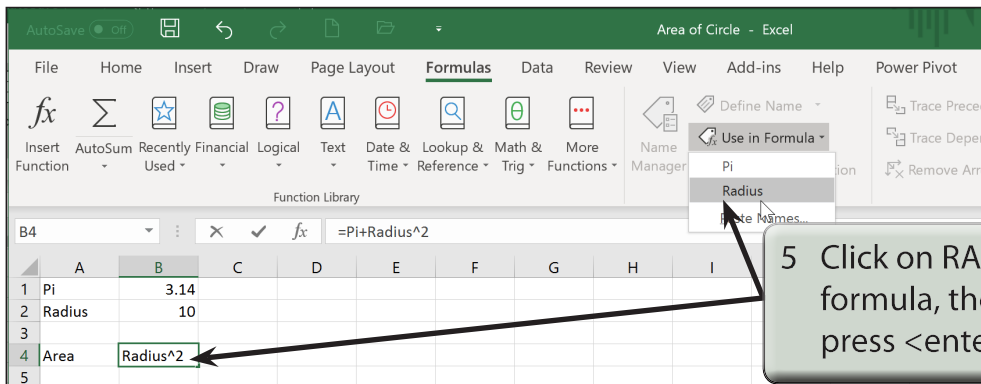 AutoSave Off Area of Circle - Excel
File Home Insert Draw Page Layout Formulas Data Review View Add-ins Help Power Pivot
fx Σ ? A θ
Insert Function
AutoSum
Recently Used
Financial
Logical
Text
Date & Time
Lookup & Reference
Math & Trig
More Functions
Function Library
Name Manager
Define Name
Use in Formula
Pi
Radius
Names...
Trace Prece
Trace Depe
Remove Arr
B4 fx =Pi+Radius^2
A B C D E F G H I
1 Pi 3.14
2 Radius 10
3
4 Area Radius^2
5
5 Click on RA
formula, th
press <ente